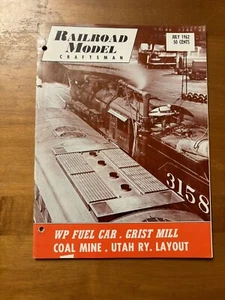 RAILROAD
MODEL
CRAFTSMAN
JULY 1962
50 CENTS
3158
WP FUEL CAR . GRIST MILL
COAL MINE . UTAH RY. LAYOUT